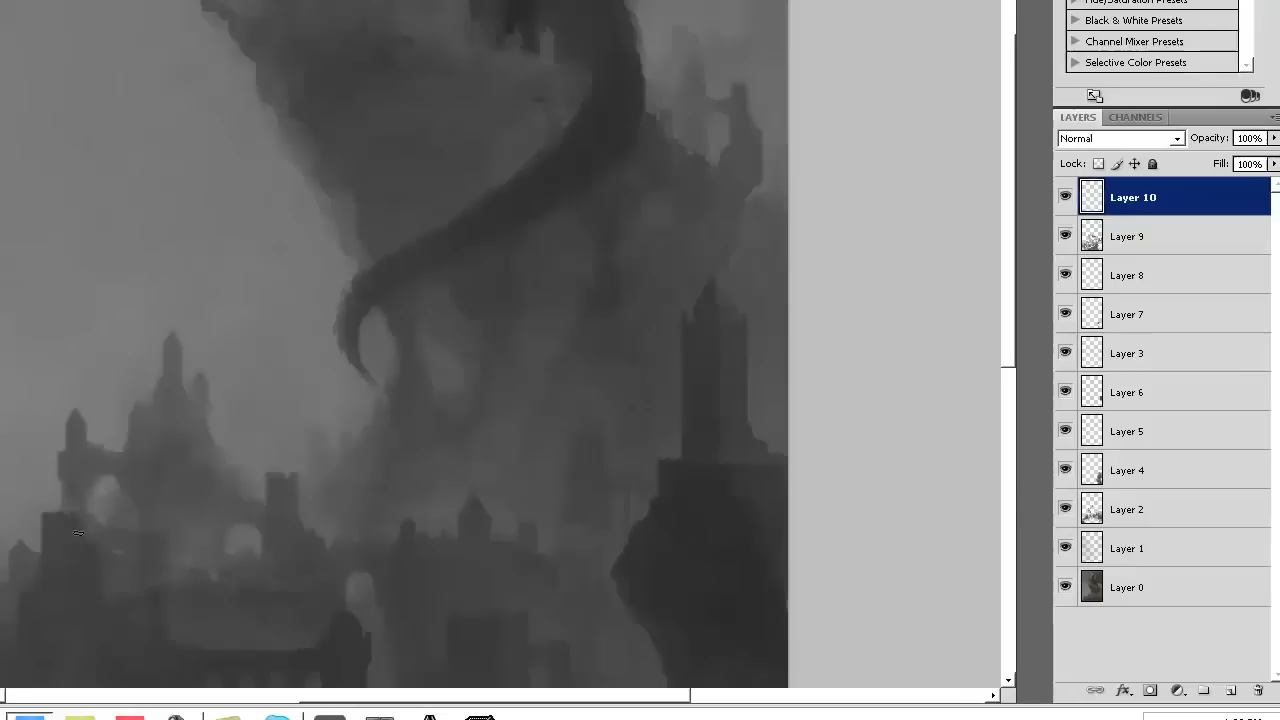 Black & White Presets
Channel Mixer Presets
Selective Color Presets
LAYERS CHANNELS
Normal Opacity: 100%
Lock: Fill: 100%
Layer 10
Layer 9
Layer 8
Layer 7
Layer 3
Layer 6
Layer 5
Layer 4
Layer 2
Layer 1
Layer 0
fx